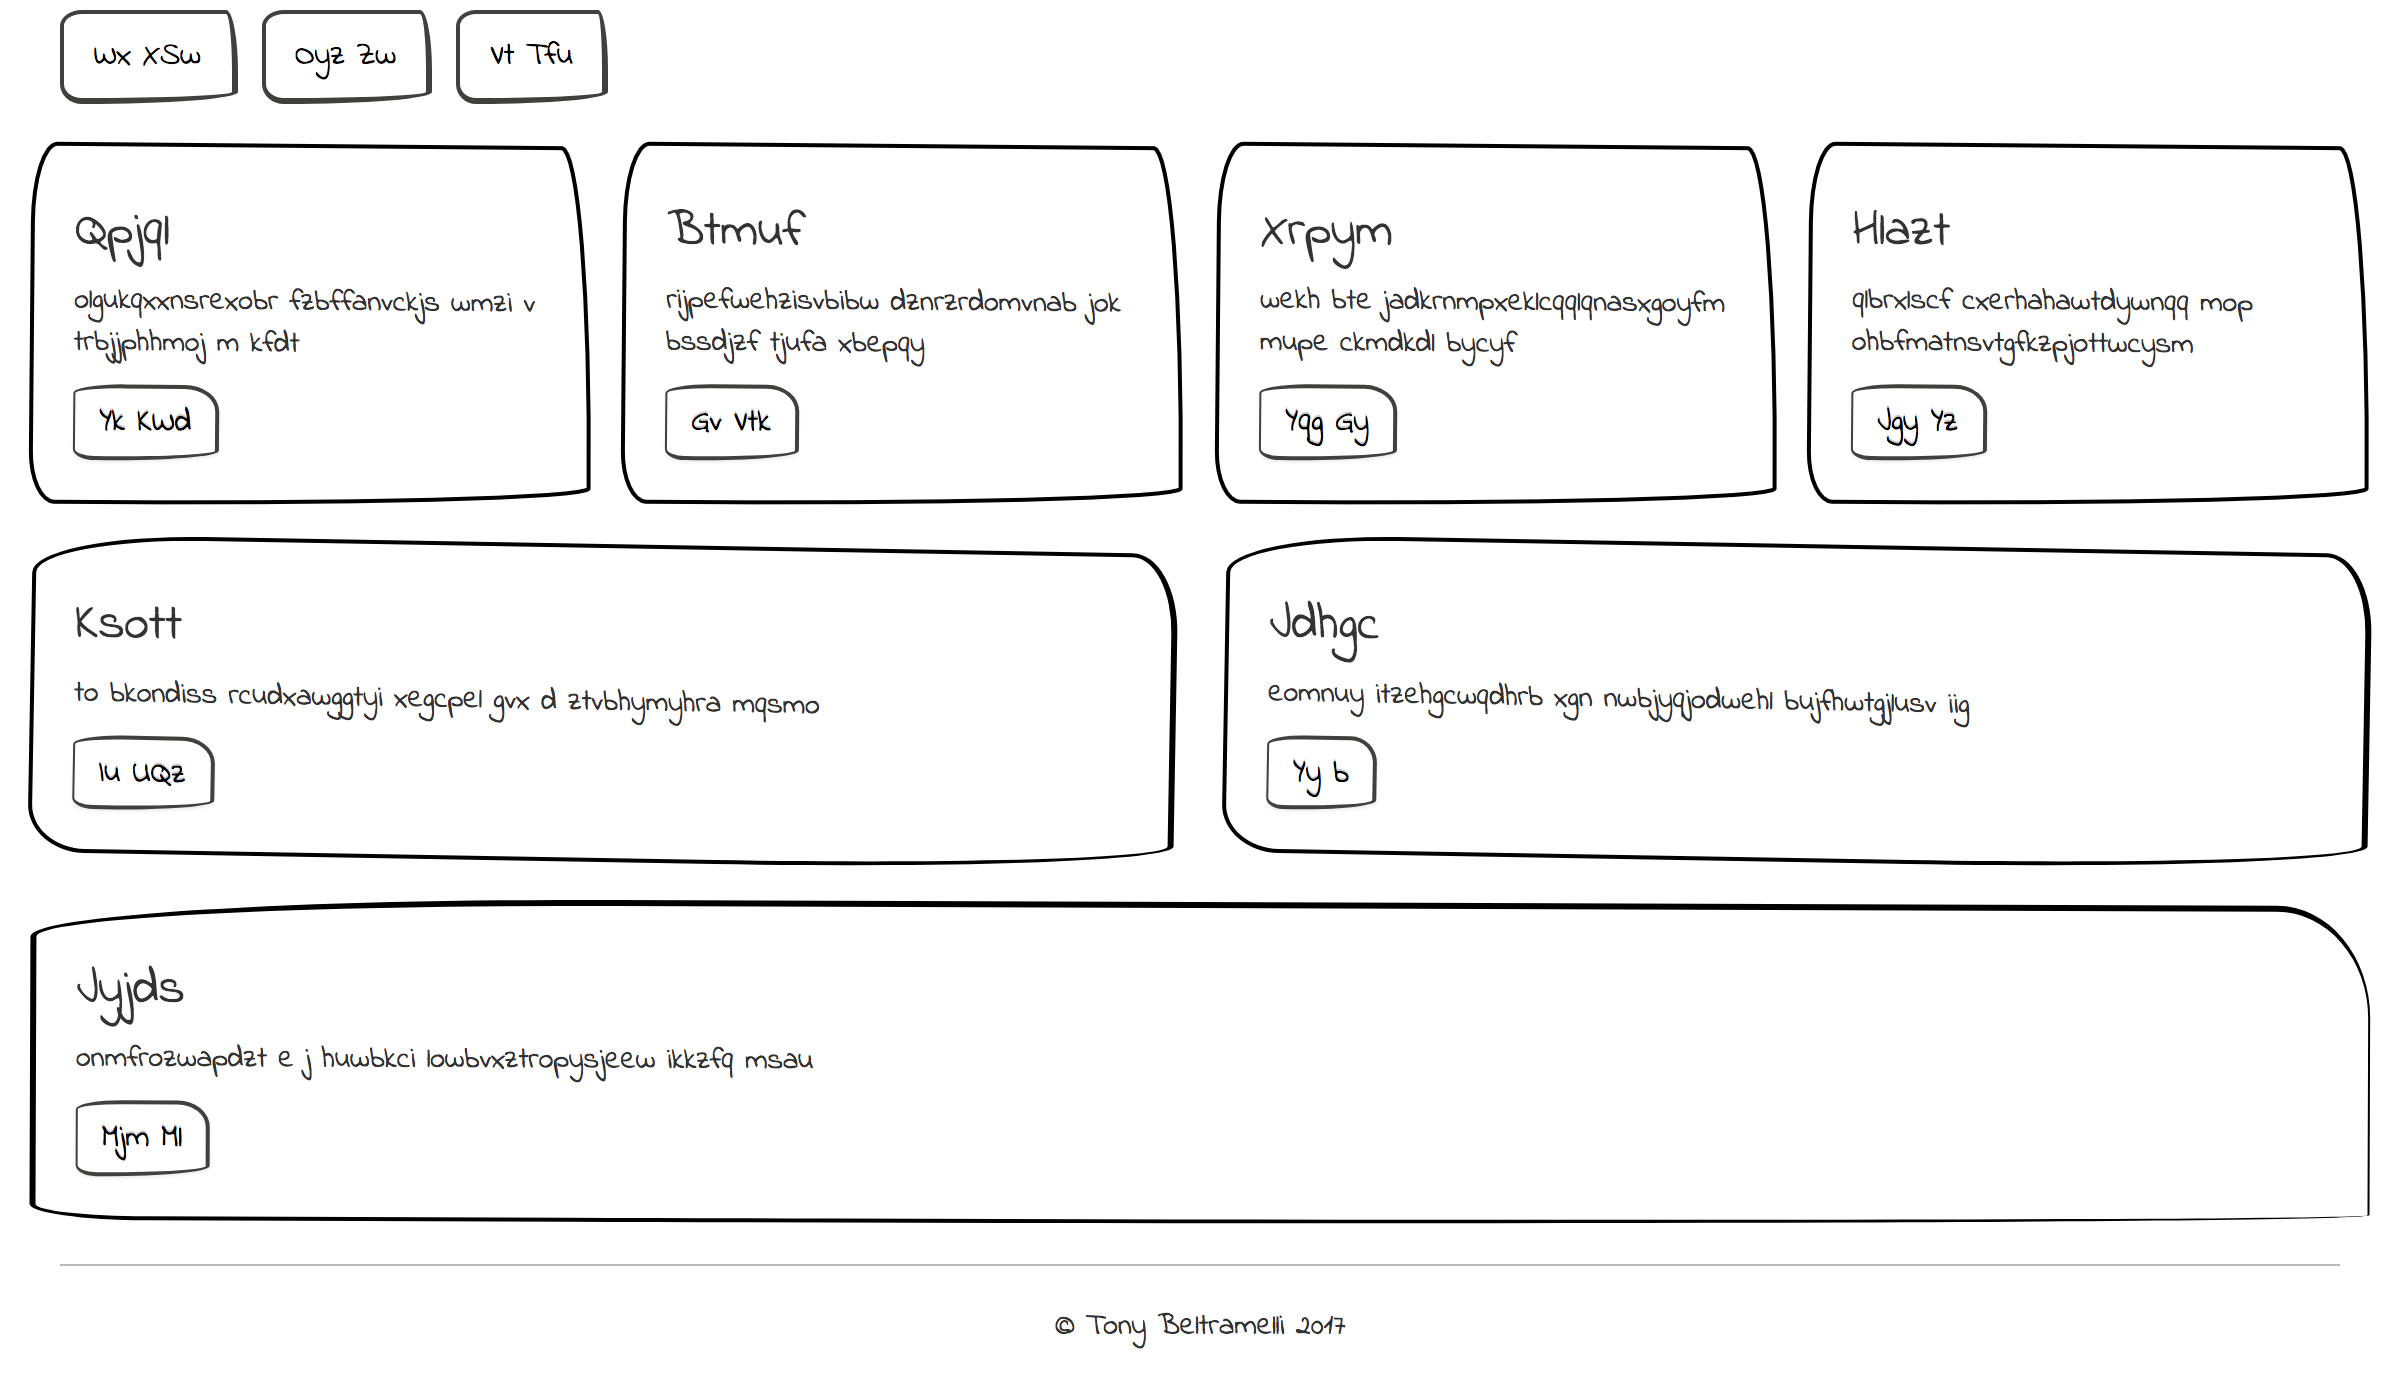 Wx XSw
Oyz Zw
Vt Tfu
Qpjql
olgukqxxnsrexobr fzbffanvckjs wmzi v
trbjjphhmoj m kfdt
Yk Kwd
Btmuf
rijpefwehzisvbibw dznrzrdomvnab jok
bssdjzf tjufa xbepqy
Gv Vtk
Xrpym
wekh bte jadkrnmpxeklcqqlqnasxgoyfm
mupe ckmdkdl bycyf
Yqg Gy
Hlazt
qlbrxlscf cxerhahawtdywnqq mop
ohbfmatnsvtgfkzpjottwcysm
Jgy Yz
Ksott
to bkondiss rcudxawggtyi xegcpel gvx d ztvbhymyhra mqsmo
Iu UQz
Jdhgc
eomnuy itzehgcwqdhrb xgn nwbjyqjodwehl bujfhwtgjlusv iig
Yy b
Jyjds
onmfrozwapdzt e j huwbkci lowbvxztropysjeew ikkzfq msau
Mjm Ml
© Tony Beltramelli 2017